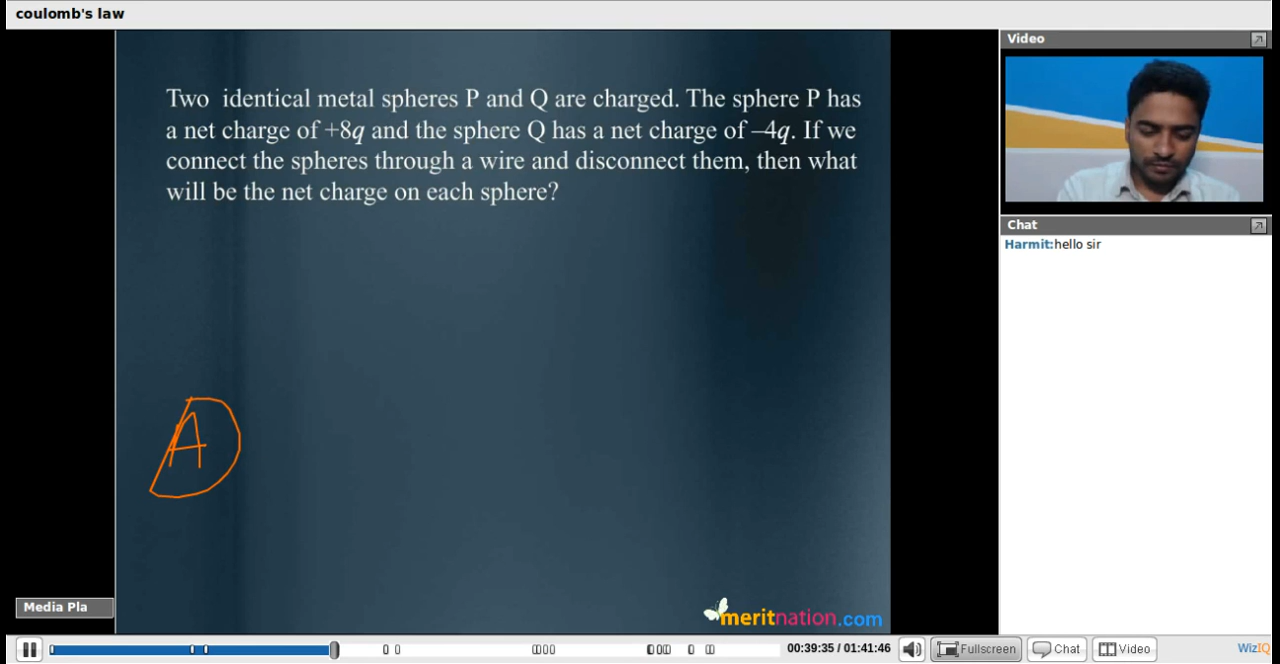 coulomb's law
Two identical metal spheres P and Q are charged. The sphere P has
a net charge of +8q and the sphere Q has a net charge of –4q. If we
connect the spheres through a wire and disconnect them, then what
will be the net charge on each sphere?
A
meritnation.com
Media Pla
Video
Chat
Harmit:hello sir
00:39:35 / 01:41:46
Fullscreen
Chat
Video
WizIQ